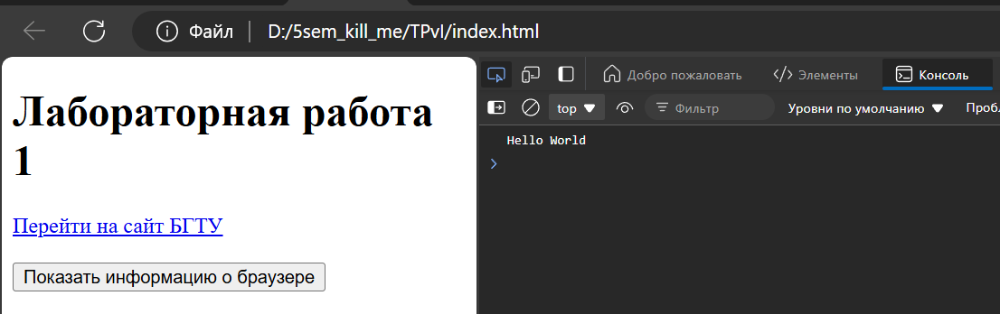 Файл D:/5sem_kill_me/TPvI/index.html
Лабораторная работа
1
Перейти на сайт БГТУ
Показать информацию о браузере
Добро пожаловать Элементы Консоль
top Фильтр Уровни по умолчанию Пробл
Hello World